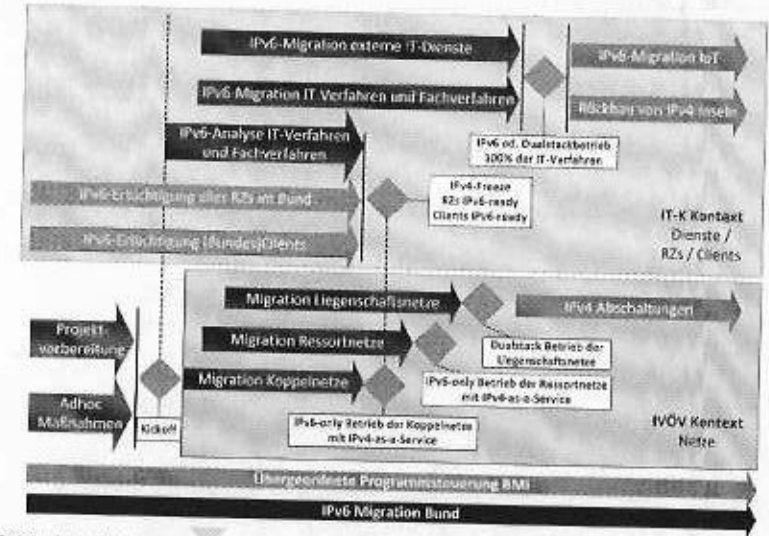 IPv6-Migration externe IT-Dienste
IPv6-Migration IoT
IPv6-Migration IT Verfahren und Fachverfahren
Rückbau von IPv4 Inseln
IPv6-Analyse IT-Verfahren
und Fachverfahren
IPv6 od. Dualstackbetrieb
100% der IT-Verfahren
IPv6-Ertüchtigung aller RZs im Bund
IPv4-Freeze
RZs IPv6-ready
Clients IPv6-ready
IPv6-Ertüchtigung (Bundes)Clients
IT-K Kontext
Dienste /
RZs / Clients
Migration Liegenschaftsnetze
IPv4 Abschaltungen
Projekt-
vorbereitung
Migration Ressortnetze
Dualstack Betrieb der
Liegenschaftsnetze
Migration Koppelnetze
IPv6-only Betrieb der Ressortnetze
mit IPv4-as-a-Service
Adhoc
Maßnahmen
Kickoff
IPv6-only Betrieb der Koppelnetze
mit IPv4-as-a-Service
IVÖV Kontext
Netze
Übergeordnete Programmsteuerung BMI
IPv6 Migration Bund